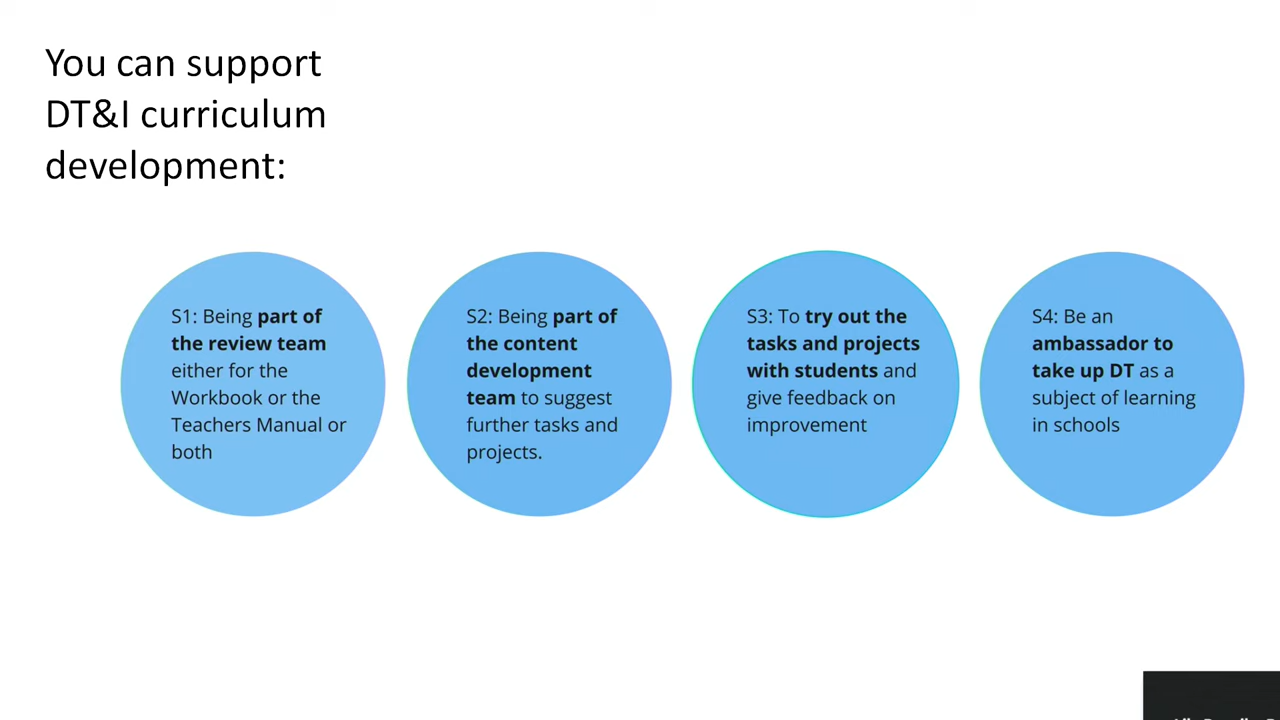 You can support
DT&I curriculum
development:
S1: Being part of
the review team
either for the
Workbook or the
Teachers Manual or
both
S2: Being part of
the content
development
team to suggest
further tasks and
projects.
S3: To try out the
tasks and projects
with students and
give feedback on
improvement
S4: Be an
ambassador to
take up DT as a
subject of learning
in schools